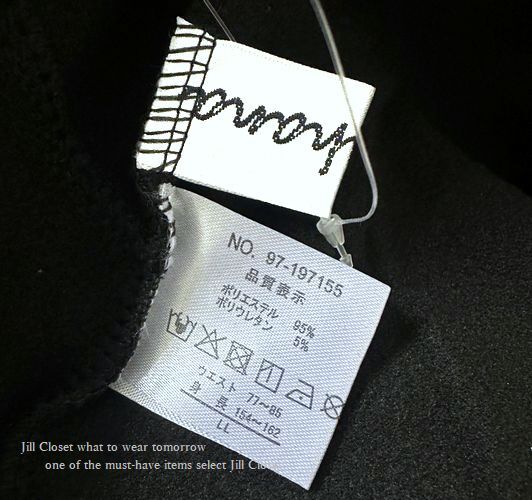 NO. 97-197155
品質表示
ポリエステル 95%
ポリウレタン 5%
ウエスト 77〜85
身長 154〜162
LL
Jill Closet what to wear tomorrow
one of the must-have items select Jill